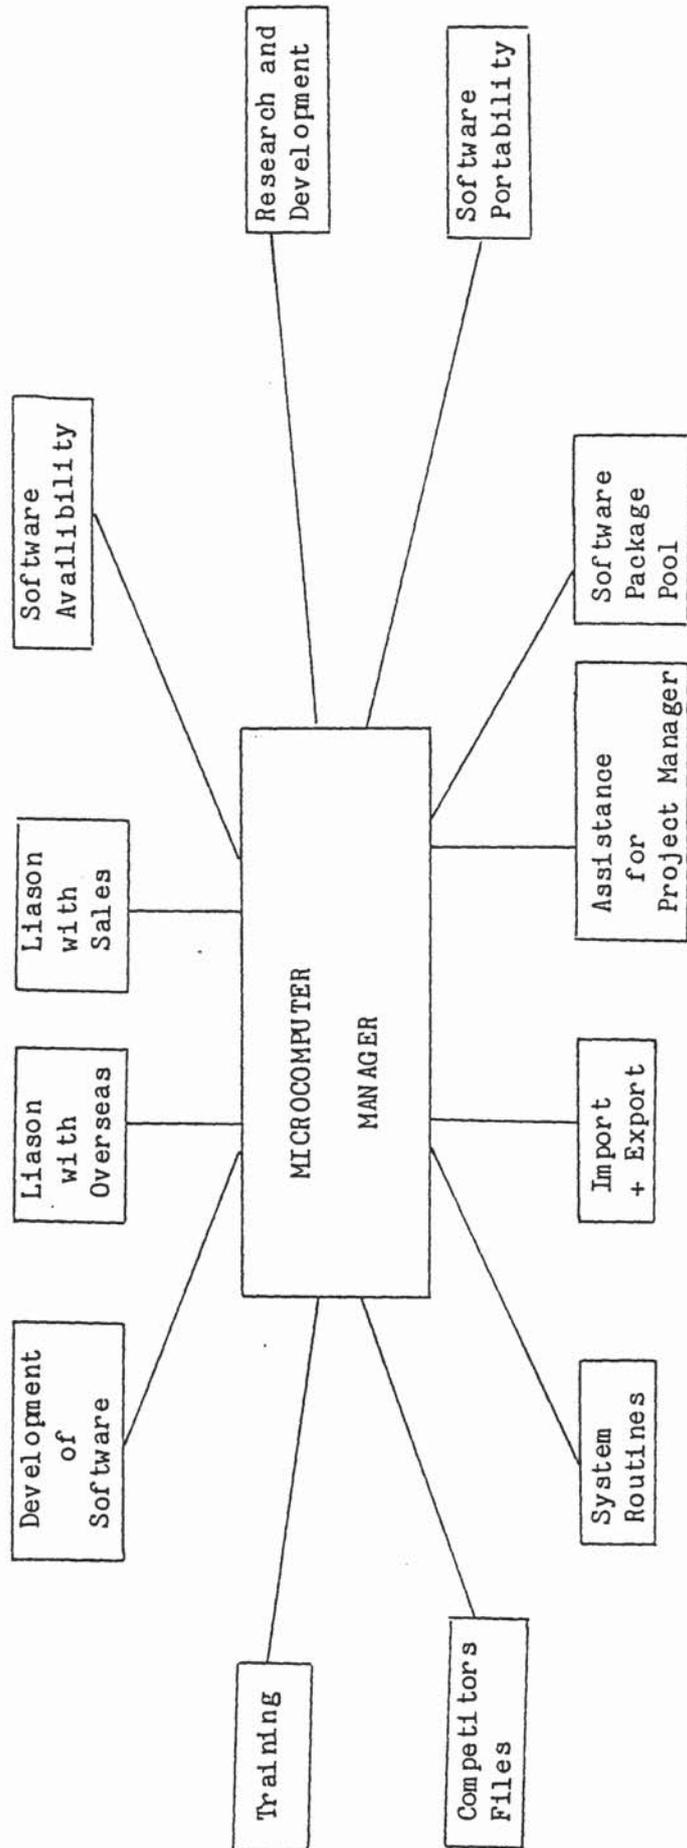 Development
of
Software
Liason
with
Overseas
Liason
with
Sales
Software
Availibility
Training
Research and
Development
MICROCOMPUTER
MANAGER
Competitors
Files
Software
Portability
System
Routines
Import
+ Export
Assistance
for
Project Manager
Software
Package
Pool